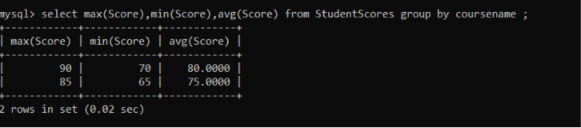 mysql> select max(Score),min(Score),avg(Score) from StudentScores group by coursename ;
+------------+------------+------------+
| max(Score) | min(Score) | avg(Score) |
+------------+------------+------------+
| 90 | 70 | 80.0000 |
| 85 | 65 | 75.0000 |
+------------+------------+------------+
2 rows in set (0.02 sec)